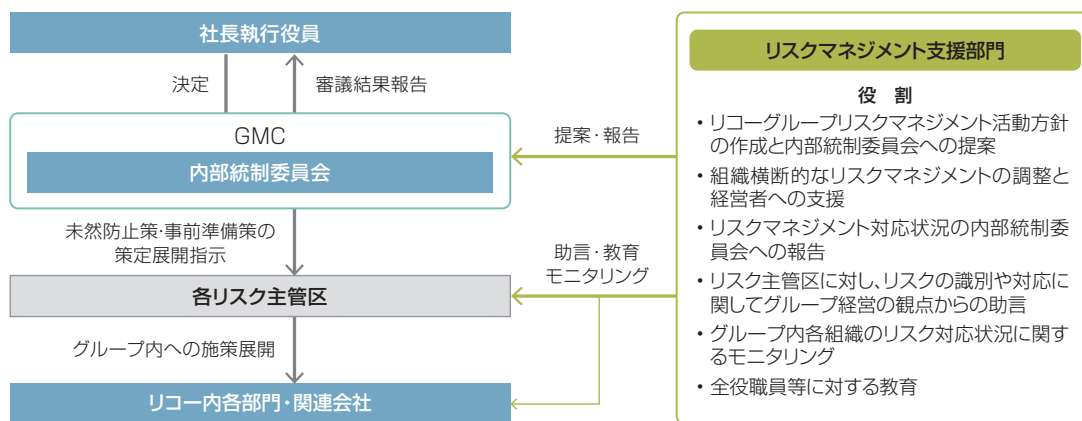 社長執行役員
決定
審議結果報告
GMC
内部統制委員会
未然防止策・事前準備策の
策定展開指示
各リスク主管区
グループ内への施策展開
リコー内各部門・関連会社
提案・報告
助言・教育
モニタリング
リスクマネジメント支援部門
役　割
・リコーグループリスクマネジメント活動方針
の作成と内部統制委員会への提案
・組織横断的なリスクマネジメントの調整と
経営者への支援
・リスクマネジメント対応状況の内部統制委
員会への報告
・リスク主管区に対し、リスクの識別や対応に
関してグループ経営の観点からの助言
・グループ内各組織のリスク対応状況に関す
るモニタリング
・全役職員等に対する教育